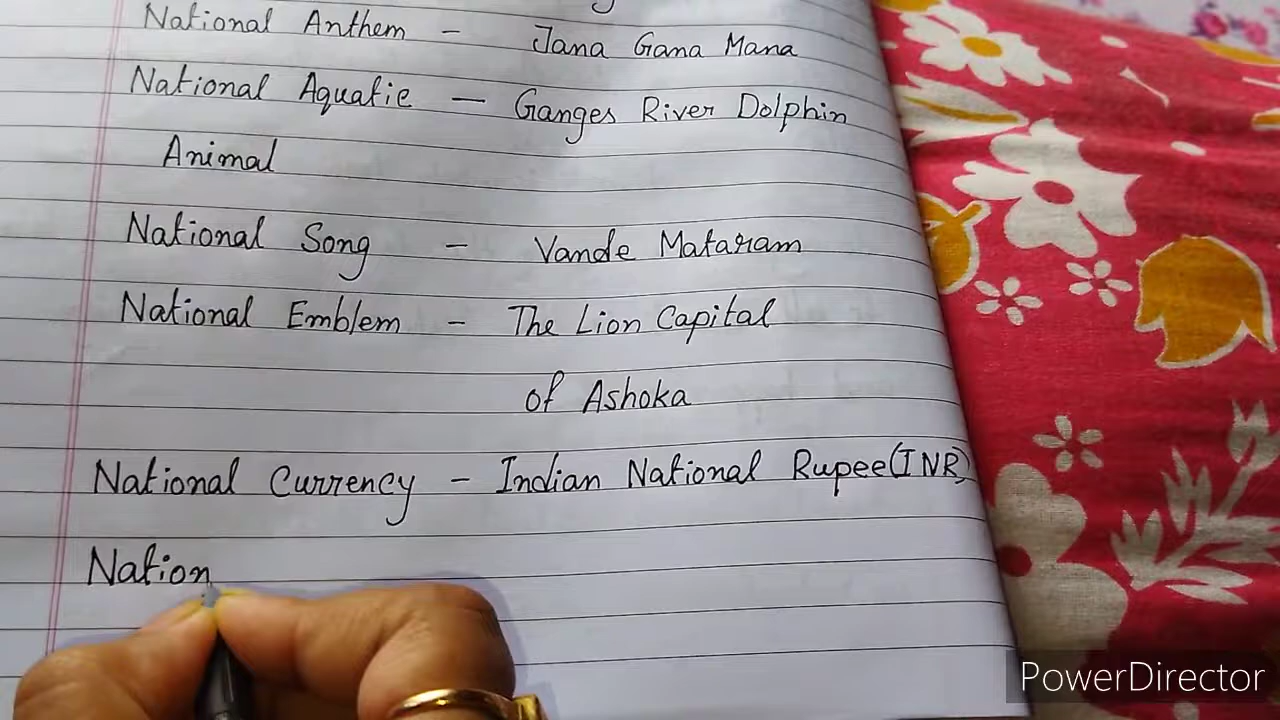 National Anthem - Jana Gana Mana
National Aquatic — Ganges River Dolphin
Animal
National Song - Vande Mataram
National Emblem - The Lion Capital
of Ashoka
National Currency - Indian National Rupee(INR)
Nation
PowerDirector